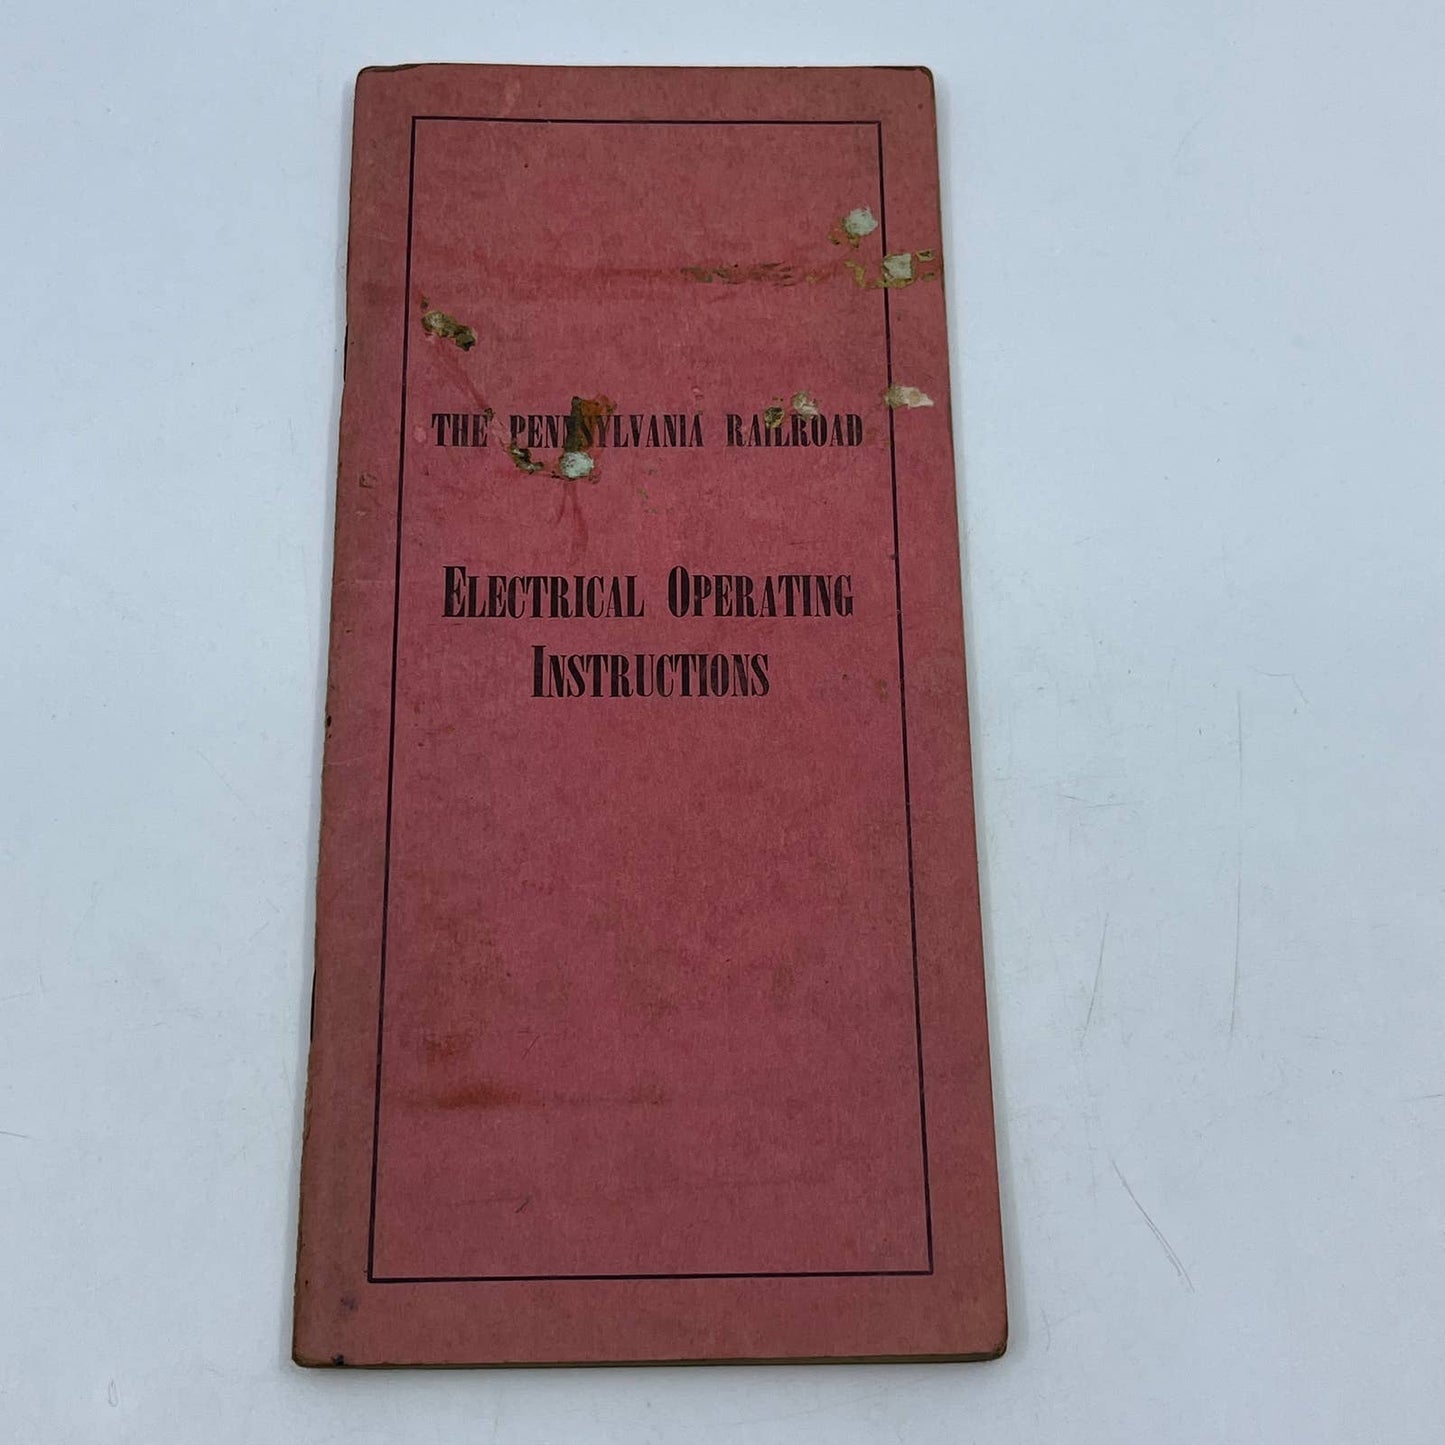 THE PENNSYLVANIA RAILROAD
ELECTRICAL OPERATING
INSTRUCTIONS